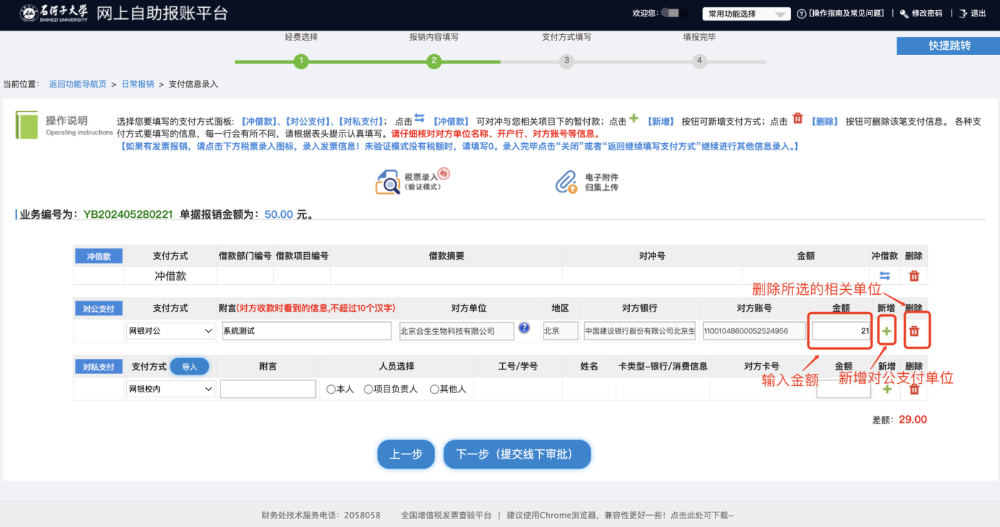 石河子大学 SHIHEZI UNIVERSITY 网上自助报账平台 欢迎您: 常用功能选择 [操作指南及常见问题] | 修改密码 | 退出
经费选择 报销内容填写 支付方式填写 填报完毕
快捷跳转
1 2 3 4
当前位置: 返回功能导航页 > 日常报销 > 支付信息录入
操作说明
Operating instructions
选择您要填写的支付方式面板:【冲借款】、【对公支付】、【对私支付】; 点击 【冲借款】 可对冲与您相关项目下的暂付款; 点击 【新增】 按钮可新增支付方式; 点击 【删除】 按钮可删除该笔支付信息。 各种支
付方式要填写的信息, 每一行会有所不同, 请根据表头提示认真填写。请仔细核对对方单位名称、开户行、对方账号等信息。
【如果有发票报销, 请点击下方税票录入图标, 录入发票信息! 未验证模式没有税额时, 请填写0。录入完毕点击“关闭”或者“返回继续填写支付方式”继续进行其他信息录入。】
税票录入
(验证模式)
电子附件
归集上传
业务编号为: YB202405280221 单据报销金额为: 50.00 元。
冲借款 支付方式 借款部门编号 借款项目编号 借款摘要 对冲号 金额 冲借款 删除
冲借款
删除所选的相关单位
对公支付 支付方式 附言(对方收款时看到的信息,不超过10个汉字) 对方单位 地区 对方银行 对方账号 金额 新增 删除
网银对公 系统测试 北京合生生物科技有限公司 北京 中国建设银行股份有限公司北京生 11001048600052524956 21
对私支付 支付方式 导入 附言 人员选择 工号/学号 姓名 卡类型-银行/消费信息 对方卡号 金额 新增 删除
输入金额 新增对公支付单位
网银校内 本人 项目负责人 其他人
差额: 29.00
上一步 下一步（提交线下审批）
财务处技术服务电话: 2058058 全国增值税发票查验平台 | 建议使用Chrome浏览器, 兼容性更好一些! 点击此处可下载~